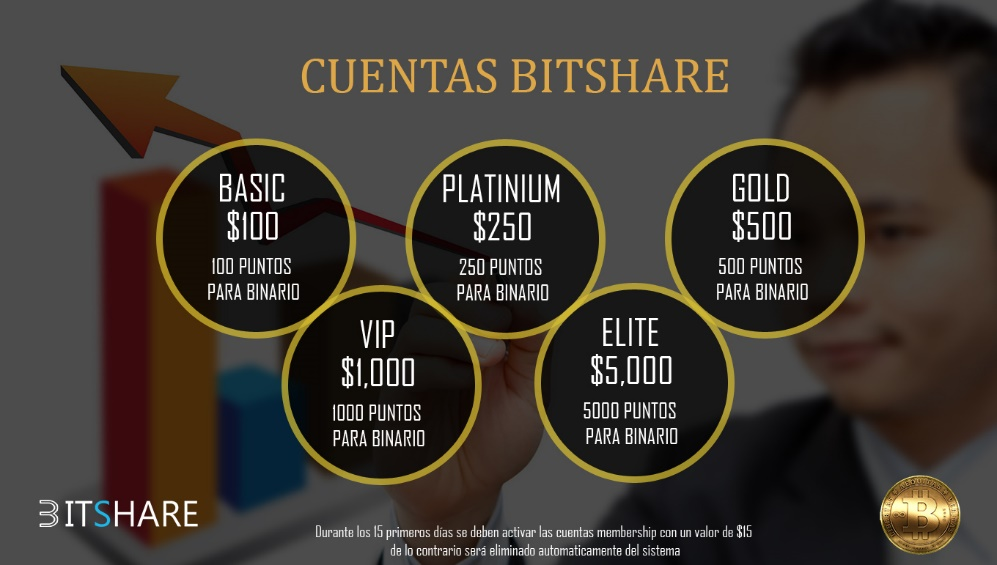 CUENTAS BITSHARE
BASIC
$100
100 PUNTOS
PARA BINARIO
PLATINIUM
$250
250 PUNTOS
PARA BINARIO
GOLD
$500
500 PUNTOS
PARA BINARIO
VIP
$1,000
1000 PUNTOS
PARA BINARIO
ELITE
$5,000
5000 PUNTOS
PARA BINARIO
BITSHARE
Durante los 15 primeros días se deben activar las cuentas membership con un valor de $15
de lo contrario será eliminado automaticamente del sistema